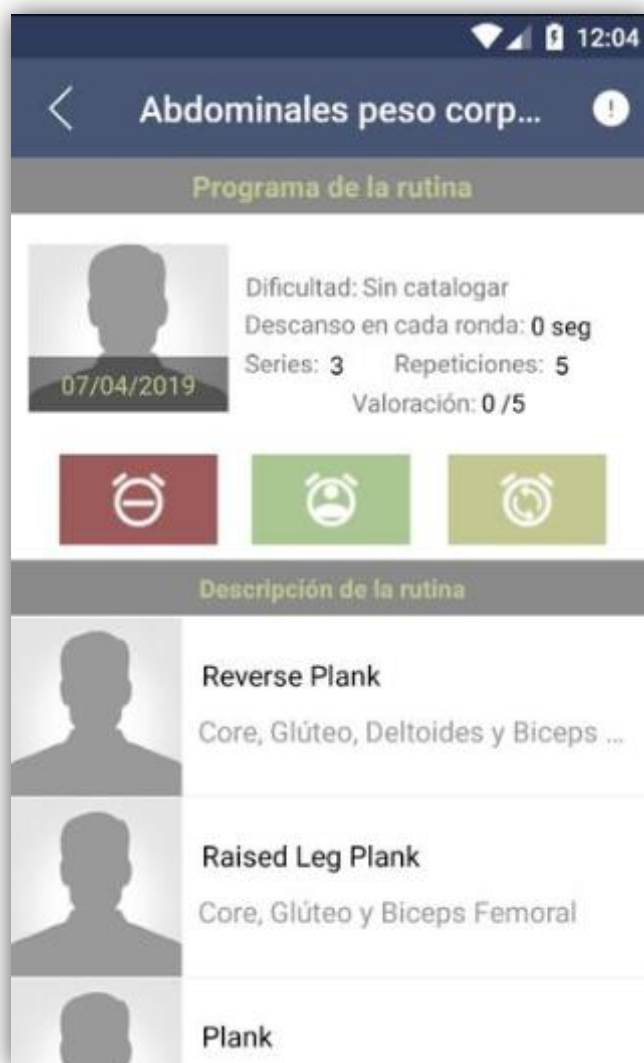 12:04
Abdominales peso corp...
Programa de la rutina
07/04/2019
Dificultad: Sin catalogar
Descanso en cada ronda: 0 seg
Series: 3 Repeticiones: 5
Valoración: 0 /5
Descripción de la rutina
Reverse Plank
Core, Glúteo, Deltoides y Biceps ...
Raised Leg Plank
Core, Glúteo y Biceps Femoral
Plank